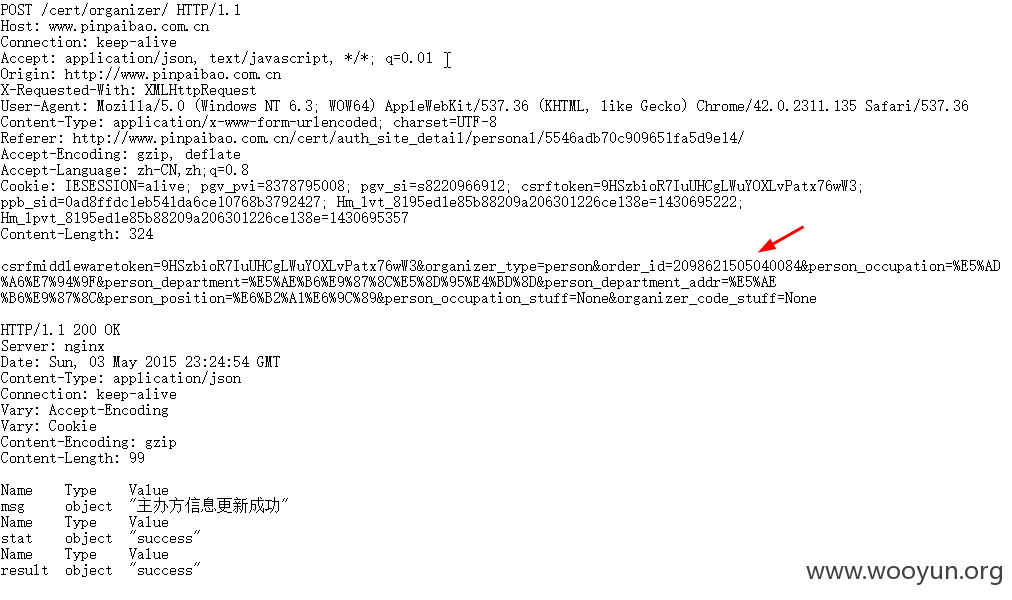 POST /cert/organizer/ HTTP/1.1
Host: www.pinpaibao.com.cn
Connection: keep-alive
Accept: application/json, text/javascript, */*; q=0.01
Origin: http://www.pinpaibao.com.cn
X-Requested-With: XMLHttpRequest
User-Agent: Mozilla/5.0 (Windows NT 6.3; WOW64) AppleWebKit/537.36 (KHTML, like Gecko) Chrome/42.0.2311.135 Safari/537.36
Content-Type: application/x-www-form-urlencoded; charset=UTF-8
Referer: http://www.pinpaibao.com.cn/cert/auth_site_detail/personal/5546adb70c909651fa5d9e14/
Accept-Encoding: gzip, deflate
Accept-Language: zh-CN,zh;q=0.8
Cookie: IESESSION=alive; pgv_pvi=8378795008; pgv_si=s8220966912; csrftoken=9HSzbioR7IuUHCgLWuYOXLvPatx76wW3;
ppb_sid=0ad8ffdc1eb541da6ce10768b3792427; Hm_lvt_8195ed1e85b88209a206301226ce138e=1430695222;
Hm_lpvt_8195ed1e85b88209a206301226ce138e=1430695357
Content-Length: 324
csrfmiddlewaretoken=9HSzbioR7IuUHCgLWuYOXLvPatx76wW3&organizer_type=person&order_id=2098621505040084&person_occupation=%E5%AD
%A6%E7%94%9F&person_department=%E5%AE%B6%E9%87%8C%E5%8D%95%E4%BD%8D&person_department_addr=%E5%AE
%B6%E9%87%8C&person_position=%E6%B2%A1%E6%9C%89&person_occupation_stuff=None&organizer_code_stuff=None
HTTP/1.1 200 OK
Server: nginx
Date: Sun, 03 May 2015 23:24:54 GMT
Content-Type: application/json
Connection: keep-alive
Vary: Accept-Encoding
Vary: Cookie
Content-Encoding: gzip
Content-Length: 99
Name Type Value
msg object "主办方信息更新成功"
Name Type Value
stat object "success"
Name Type Value
result object "success"
www.wooyun.org